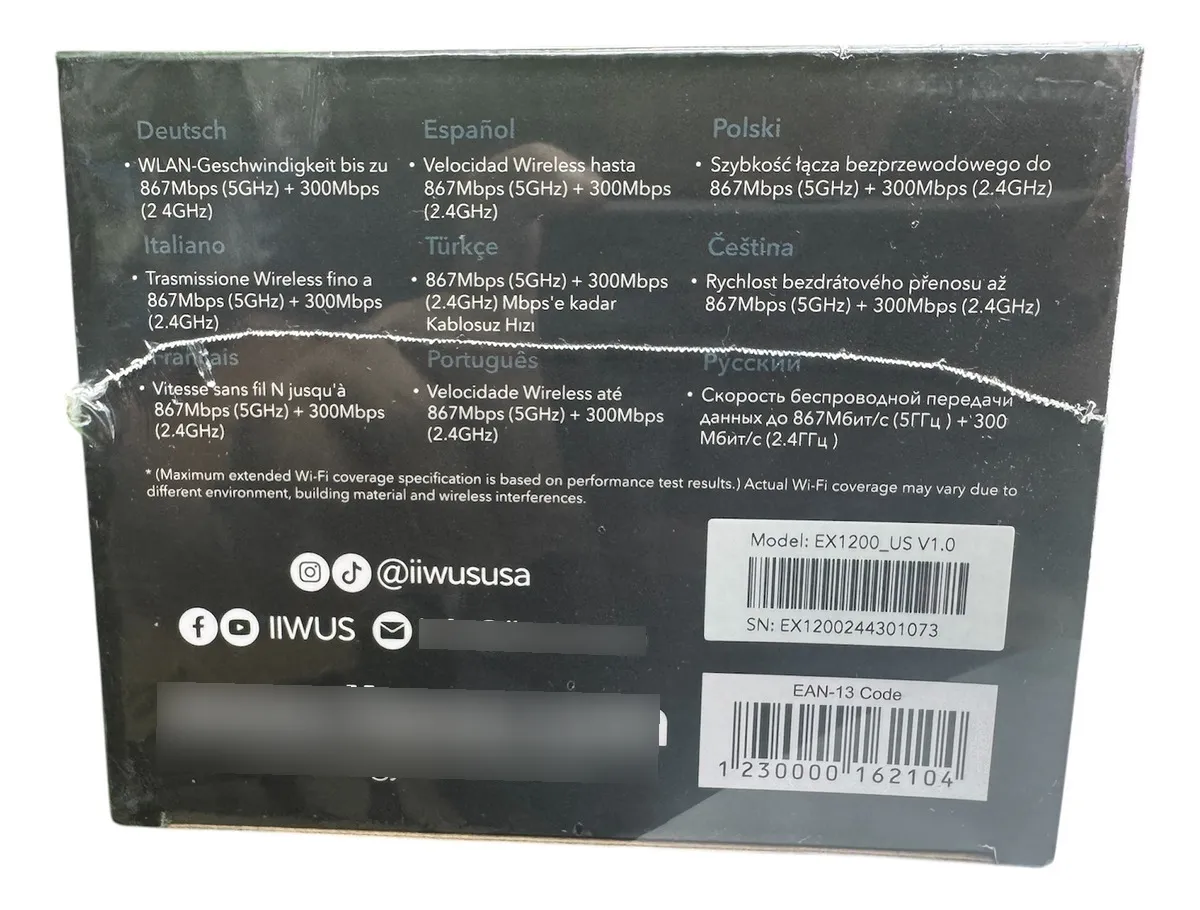 Deutsch
• WLAN-Geschwindigkeit bis zu
867Mbps (5GHz) + 300Mbps
(2 4GHz)
Español
• Velocidad Wireless hasta
867Mbps (5GHz) + 300Mbps
(2.4GHz)
Polski
• Szybkość łącza bezprzewodowego do
867Mbps (5GHz) + 300Mbps (2.4GHz)
Italiano
• Trasmissione Wireless fino a
867Mbps (5GHz) + 300Mbps
(2.4GHz)
Türkçe
• 867Mbps (5GHz) + 300Mbps
(2.4GHz) Mbps'e kadar
Kablosuz Hızı
Čeština
• Rychlost bezdrátového přenosu až
867Mbps (5GHz) + 300Mbps (2.4GHz)
Français
• Vitesse sans fil N jusqu'à
867Mbps (5GHz) + 300Mbps
(2.4GHz)
Português
• Velocidade Wireless até
867Mbps (5GHz) + 300Mbps
(2.4GHz)
Русский
• Скорость беспроводной передачи
данных до 867Мбит/с (5ГГц ) + 300
Мбит/с (2.4ГГц )
* (Maximum extended Wi-Fi coverage specification is based on performance test results.) Actual Wi-Fi coverage may vary due to
different environment, building material and wireless interferences.
@iiwususa
IIWUS
Model: EX1200_US V1.0
SN: EX1200244301073
EAN-13 Code
1 230000 162104